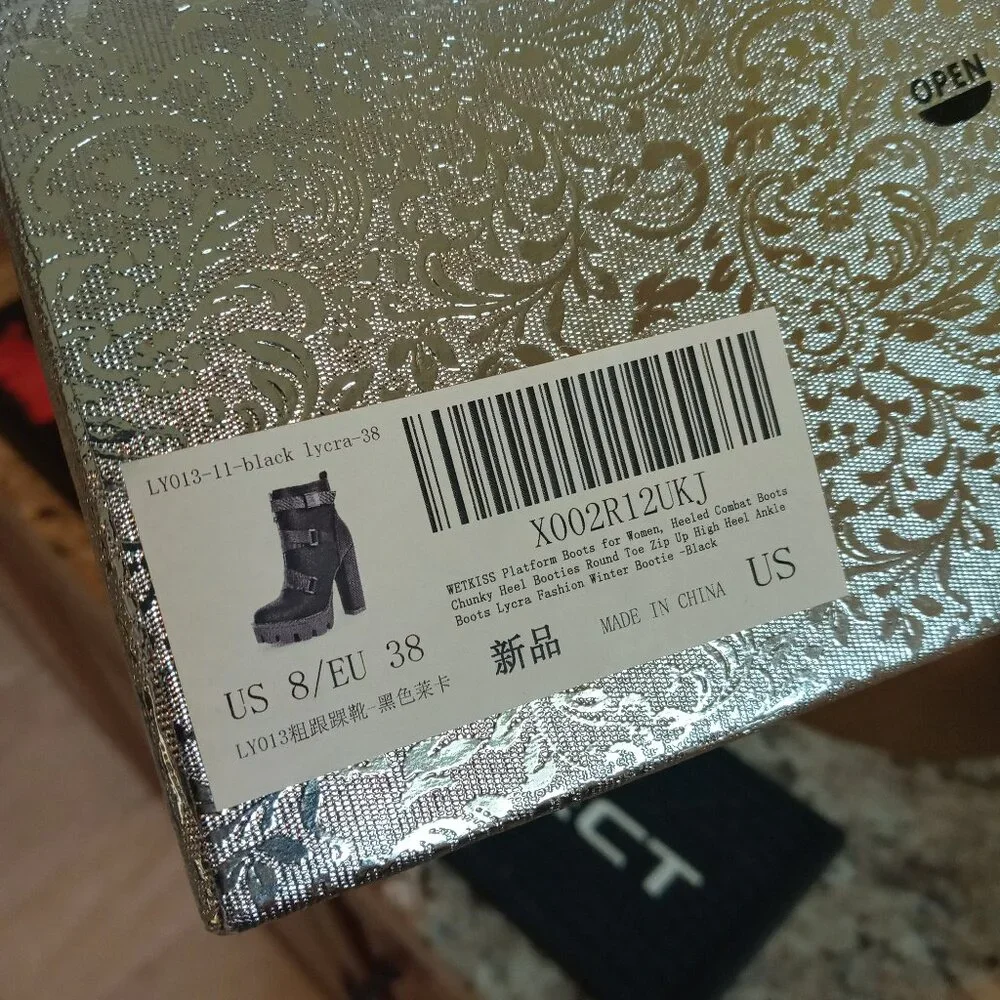 OPEN
LY013-11-black lycra-38
X002R12UKJ
WETKISS Platform Boots for Women, Heeled Combat Boots
Chunky Heel Booties Round Toe Zip Up High Heel Ankle
Boots Lycra Fashion Winter Bootie -Black
US 8/EU 38
新品
MADE IN CHINA
US
LY013粗跟踝靴-黑色莱卡